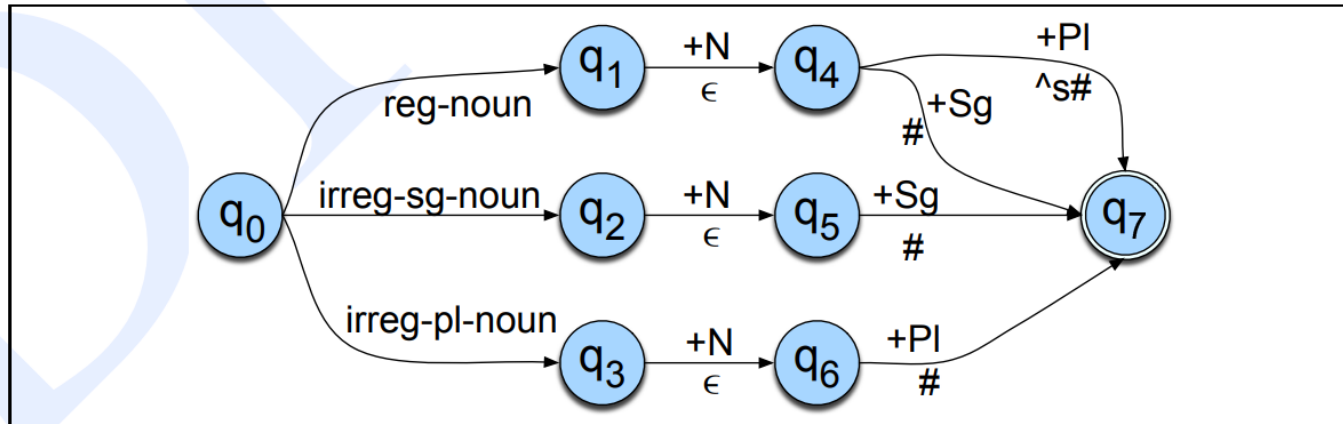 q0
reg-noun
q1
+N
ϵ
q4
+Pl
^s#
+Sg
#
irreg-sg-noun
q2
+N
ϵ
q5
+Sg
#
q7
irreg-pl-noun
q3
+N
ϵ
q6
+Pl
#